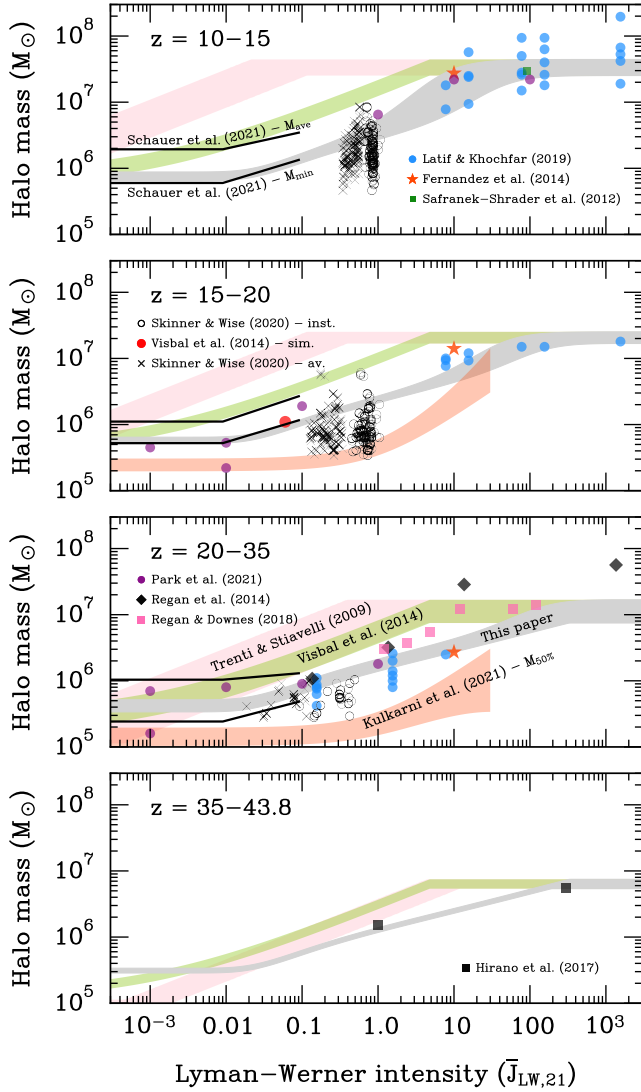 z = 10−15
Halo mass (M⊙)
10⁸
10⁷
10⁶
10⁵
Schauer et al. (2021) − Mave
Schauer et al. (2021) − Mmin
Latif & Khochfar (2019)
Fernandez et al. (2014)
Safranek−Shrader et al. (2012)
z = 15−20
Halo mass (M⊙)
10⁸
10⁷
10⁶
10⁵
Skinner & Wise (2020) − inst.
Visbal et al. (2014) − sim.
Skinner & Wise (2020) − av.
z = 20−35
Halo mass (M⊙)
10⁸
10⁷
10⁶
10⁵
Park et al. (2021)
Regan et al. (2014)
Regan & Downes (2018)
Trenti & Stiavelli (2009)
Visbal et al. (2014)
This paper
Kulkarni et al. (2021) − M50%
z = 35−43.8
Halo mass (M⊙)
10⁸
10⁷
10⁶
10⁵
Hirano et al. (2017)
10⁻³ 0.01 0.1 1.0 10 100 10³
Lyman−Werner intensity (J̅LW,21)